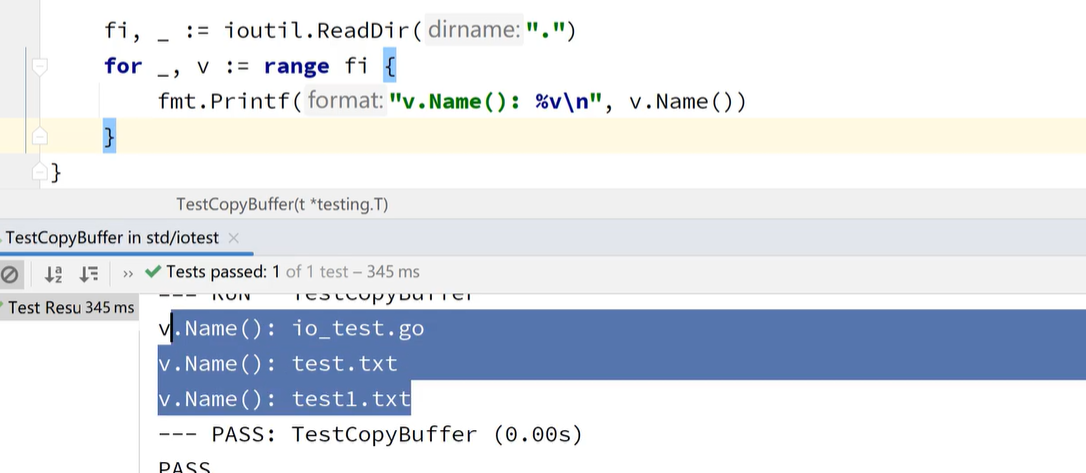 fi, _ := ioutil.ReadDir( dirname: ".")
for _, v := range fi {
fmt.Printf( format: "v.Name(): %v\n", v.Name())
}
}
TestCopyBuffer(t *testing.T)
TestCopyBuffer in std/iotest ×
» Tests passed: 1 of 1 test – 345 ms
Test Resu 345 ms
--- RUN TestCopyBuffer
v.Name(): io_test.go
v.Name(): test.txt
v.Name(): test1.txt
--- PASS: TestCopyBuffer (0.00s)
PASS